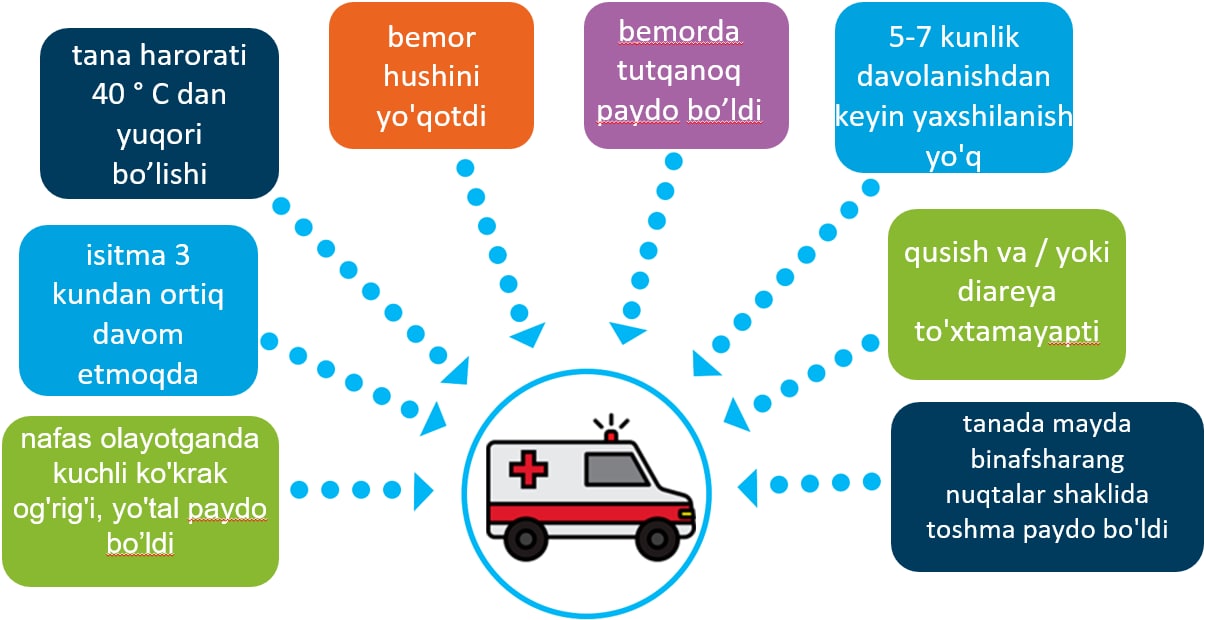 tana harorati
40 ° C dan
yuqori
bo’lishi
bemor
hushini
yo'qotdi
bemorda
tutqanoq
paydo bo’ldi
5-7 kunlik
davolanishdan
keyin yaxshilanish
yo'q
isitma 3
kundan ortiq
davom
etmoqda
qusish va / yoki
diareya
to'xtamayapti
nafas olayotganda
kuchli ko'krak
og'rig'i, yo'tal paydo
bo’ldi
tanada mayda
binafsharang
nuqtalar shaklida
toshma paydo bo'ldi